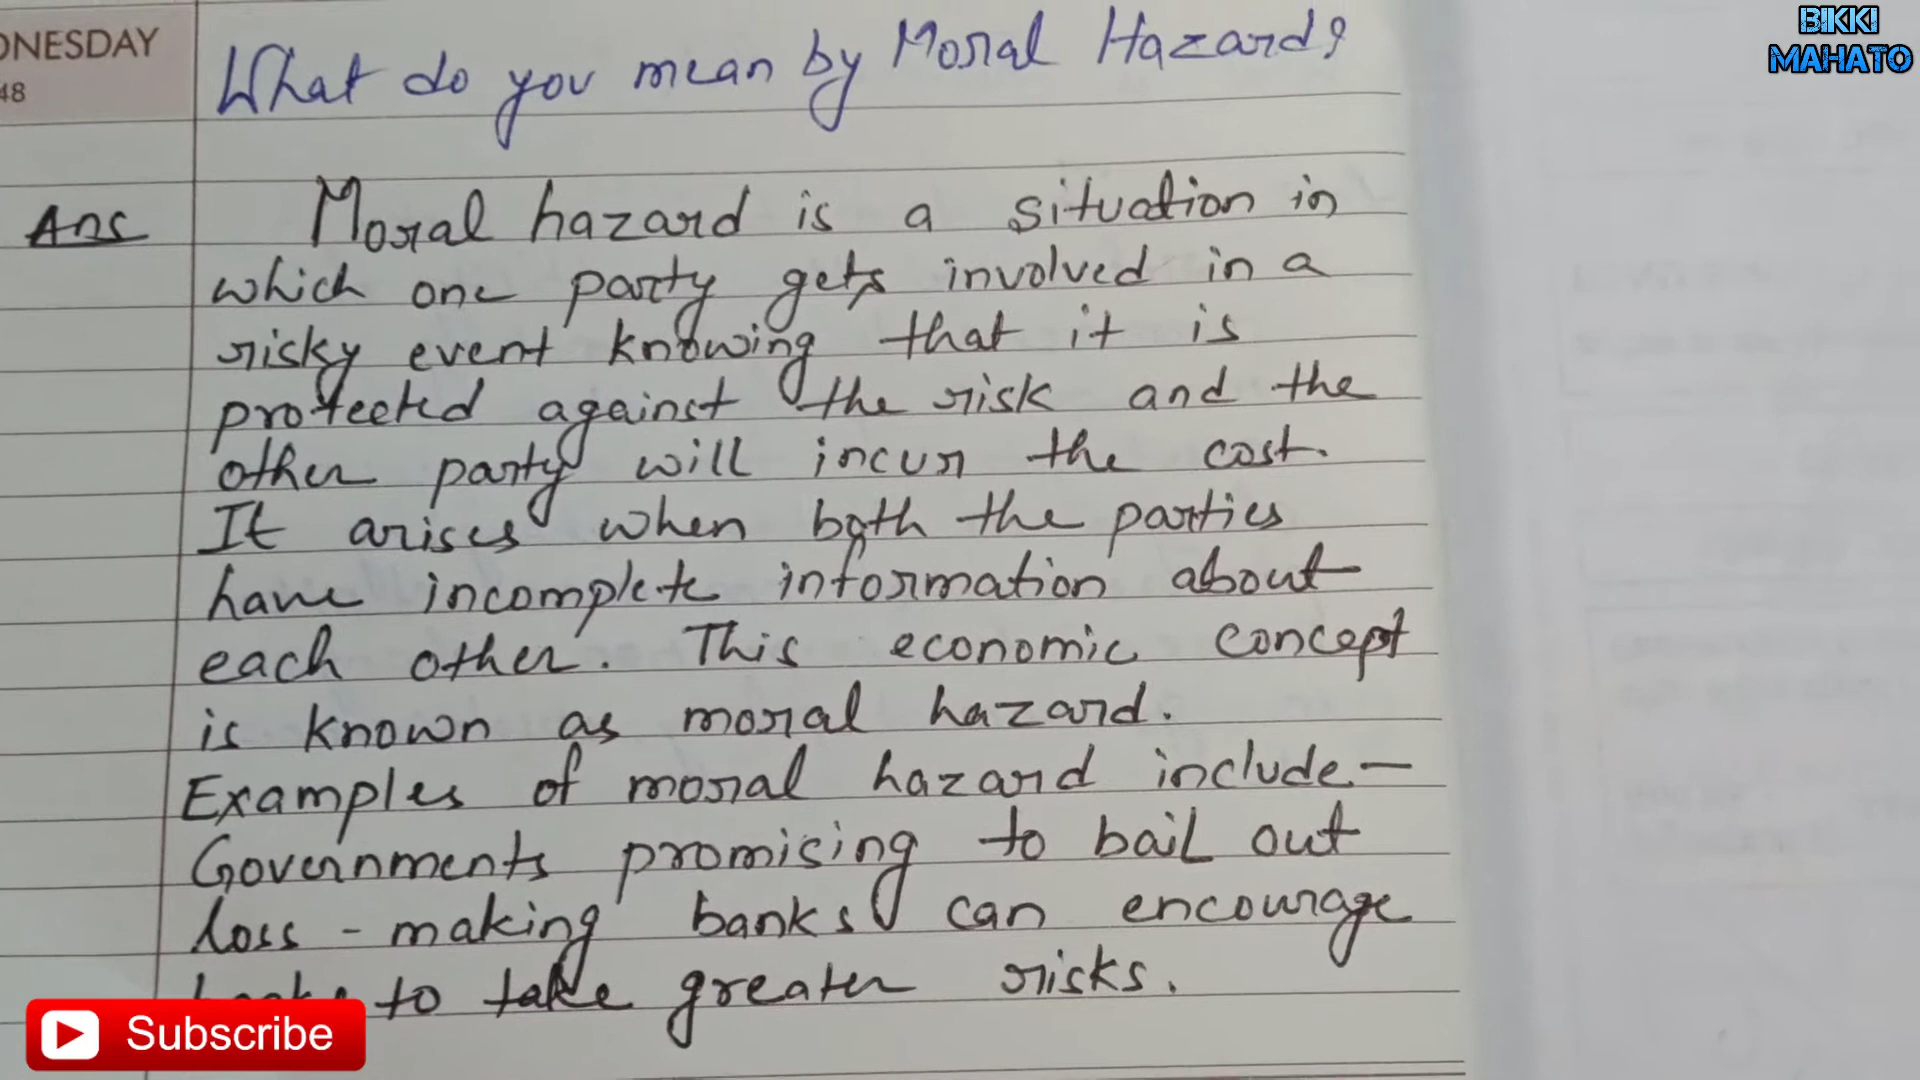 BIKKI
MAHATO
DNESDAY
48
What do you mean by Moral Hazard?
Ans
Moral hazard is a situation in
which one party gets involved in a
risky event knowing that it is
protected against the risk and the
other party will incur the cost.
It arises when both the parties
have incomplete information about
each other. This economic concept
is known as moral hazard.
Examples of moral hazard include-
Governments promising to bail out
loss-making banks can encourage
to take greater risks.
Subscribe